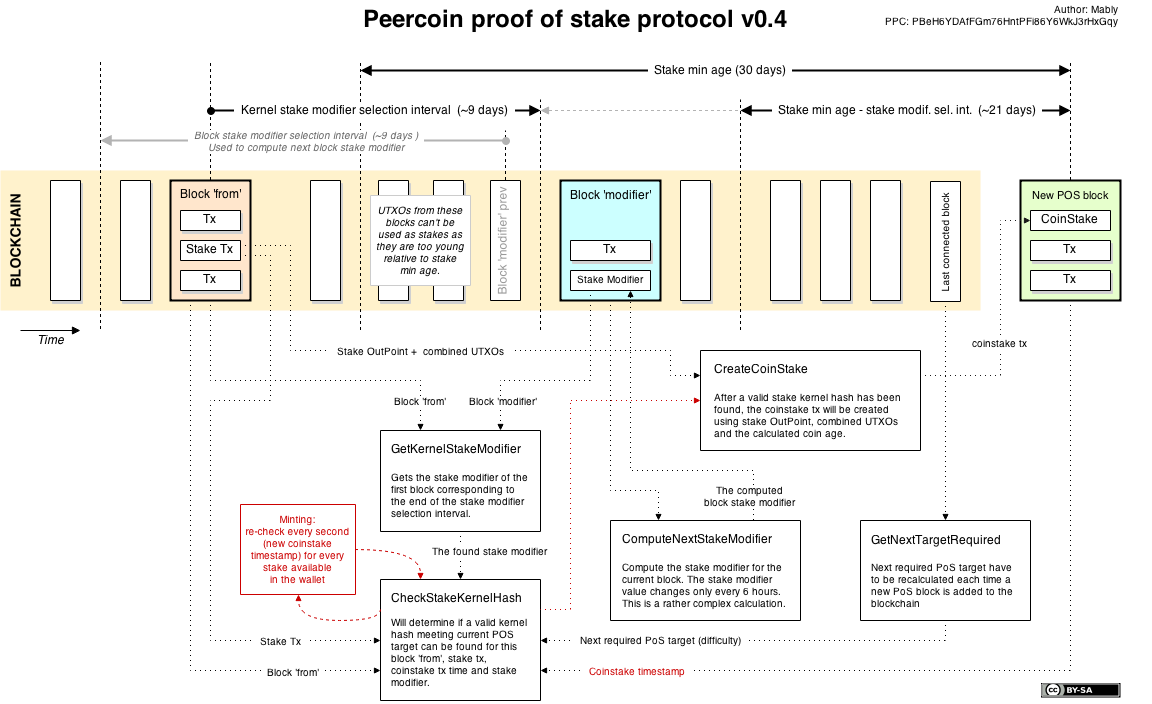 Peercoin proof of stake protocol v0.4
Author: Mably
PPC: PBeH6YDAfFGm76HntPFi86Y6WkJ3rHxGqy
Stake min age (30 days)
Kernel stake modifier selection interval (~9 days)
Stake min age - stake modif. sel. int. (~21 days)
Block stake modifier selection interval (~9 days )
Used to compute next block stake modifier
BLOCKCHAIN
Block 'from'
Tx
Stake Tx
Tx
UTXOs from these
blocks can't be
used as stakes as
they are too young
relative to stake
min age.
Block 'modifier' prev
Block 'modifier'
Tx
Stake Modifier
Last connected block
New POS block
CoinStake
Tx
Tx
Time
Stake OutPoint + combined UTXOs
coinstake tx
CreateCoinStake
After a valid stake kernel hash has been
found, the coinstake tx will be created
using stake OutPoint, combined UTXOs
and the calculated coin age.
Block 'from'
Block 'modifier'
GetKernelStakeModifier
Gets the stake modifier of the
first block corresponding to
the end of the stake modifier
selection interval.
The computed
block stake modifier
Minting:
re-check every second
(new coinstake
timestamp) for every
stake available
in the wallet
The found stake modifier
ComputeNextStakeModifier
Compute the stake modifier for the
current block. The stake modifier
value changes only every 6 hours.
This is a rather complex calculation.
GetNextTargetRequired
Next required PoS target have
to be recalculated each time a
new PoS block is added to the
blockchain
CheckStakeKernelHash
Will determine if a valid kernel
hash meeting current POS
target can be found for this
block 'from', stake tx,
coinstake tx time and stake
modifier.
Stake Tx
Next required PoS target (difficulty)
Block 'from'
Coinstake timestamp
cc BY-SA